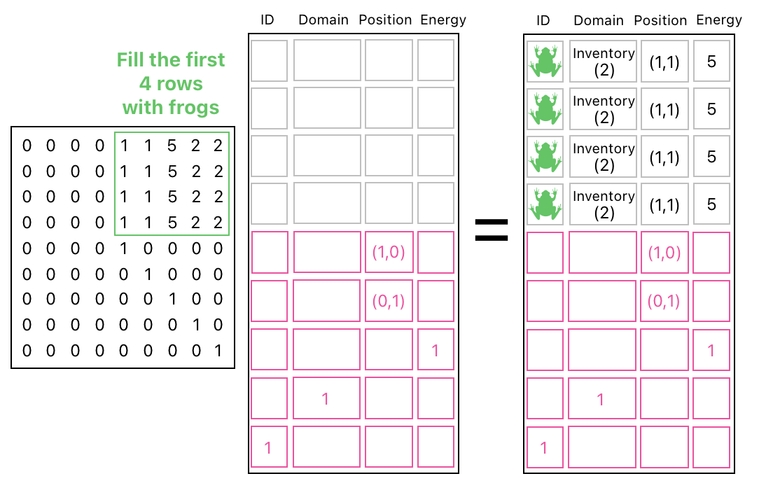 ID Domain Position Energy
ID Domain Position Energy
Fill the first
4 rows
with frogs
0 0 0 0 1 1 5 2 2
0 0 0 0 1 1 5 2 2
0 0 0 0 1 1 5 2 2
0 0 0 0 1 1 5 2 2
0 0 0 0 1 0 0 0 0
0 0 0 0 0 1 0 0 0
0 0 0 0 0 0 1 0 0
0 0 0 0 0 0 0 1 0
0 0 0 0 0 0 0 0 1
(1,0)
(0,1)
1
1
1
=
Inventory
(2)
(1,1)
5
Inventory
(2)
(1,1)
5
Inventory
(2)
(1,1)
5
Inventory
(2)
(1,1)
5
(1,0)
(0,1)
1
1
1